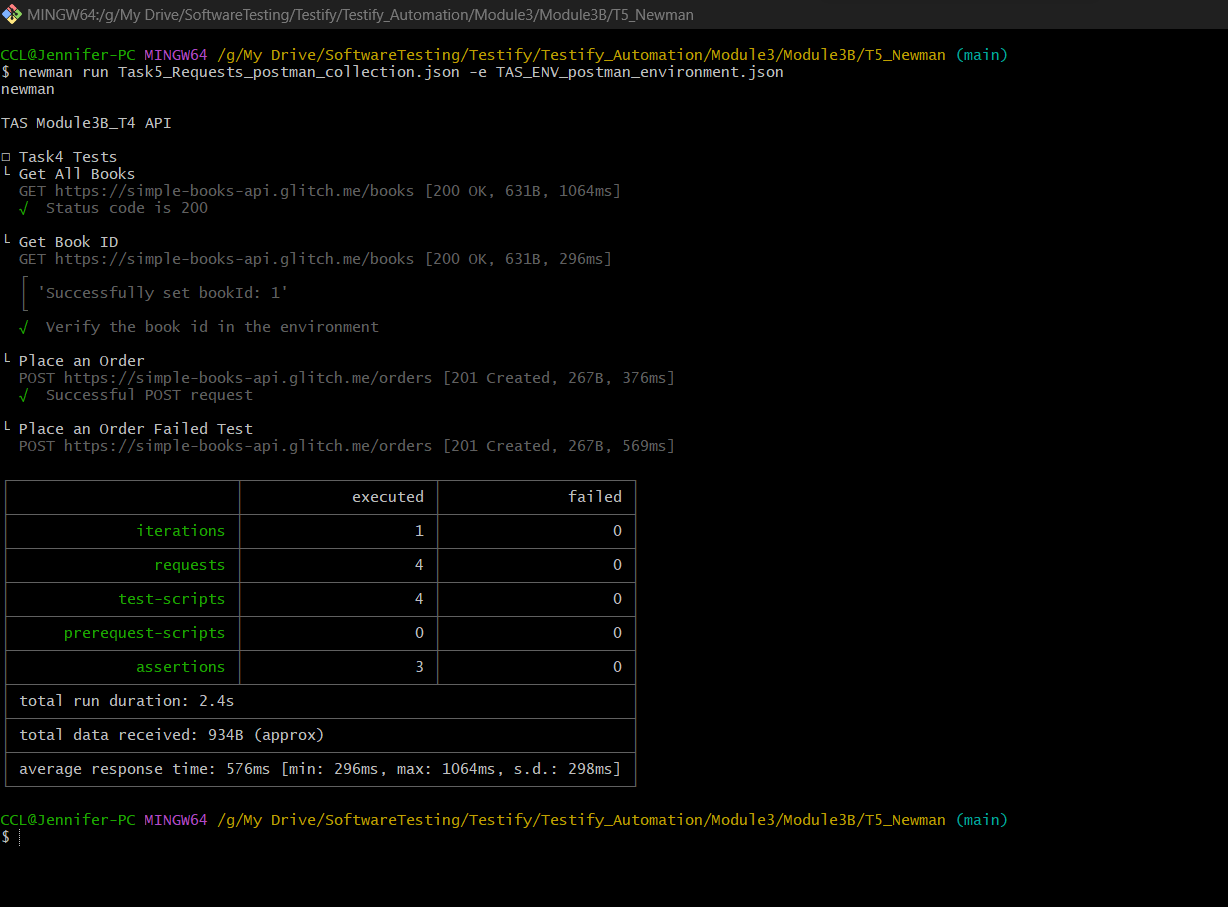 MINGW64:/g/My Drive/SoftwareTesting/Testify/Testify_Automation/Module3/Module3B/T5_Newman
CCL@Jennifer-PC MINGW64 /g/My Drive/SoftwareTesting/Testify/Testify_Automation/Module3/Module3B/T5_Newman (main)
$ newman run Task5_Requests_postman_collection.json -e TAS_ENV_postman_environment.json
newman
TAS Module3B_T4 API
□ Task4 Tests
└ Get All Books
GET https://simple-books-api.glitch.me/books [200 OK, 631B, 1064ms]
√ Status code is 200
└ Get Book ID
GET https://simple-books-api.glitch.me/books [200 OK, 631B, 296ms]
'Successfully set bookId: 1'
√ Verify the book id in the environment
└ Place an Order
POST https://simple-books-api.glitch.me/orders [201 Created, 267B, 376ms]
√ Successful POST request
└ Place an Order Failed Test
POST https://simple-books-api.glitch.me/orders [201 Created, 267B, 569ms]
executed failed
iterations 1 0
requests 4 0
test-scripts 4 0
prerequest-scripts 0 0
assertions 3 0
total run duration: 2.4s
total data received: 934B (approx)
average response time: 576ms [min: 296ms, max: 1064ms, s.d.: 298ms]
CCL@Jennifer-PC MINGW64 /g/My Drive/SoftwareTesting/Testify/Testify_Automation/Module3/Module3B/T5_Newman (main)
$